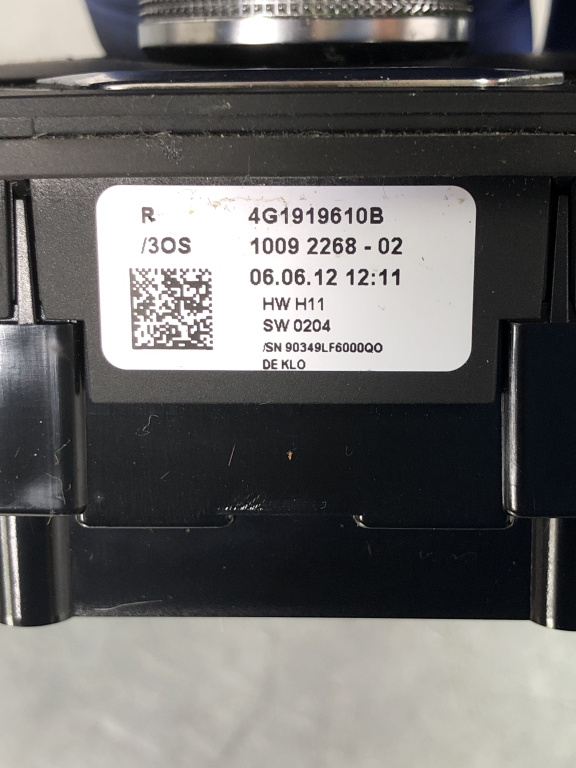 R 4G1919610B
/3OS 1009 2268 - 02
06.06.12 12:11
HW H11
SW 0204
/SN 90349LF6000QO
DE KLO